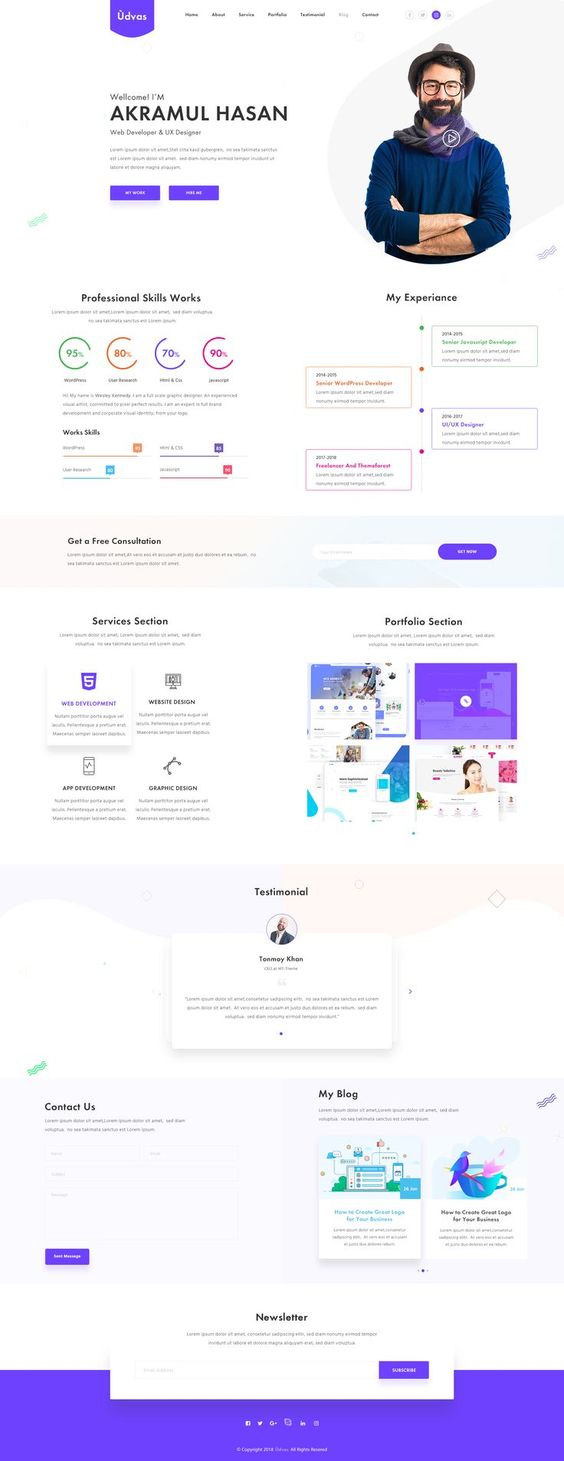 Ùdvas
Home About Service Portfolio Testimonial Blog Contact
Wellcome! I'M
AKRAMUL HASAN
Web Developer & UX Designer
Lorem ipsum dolor sit amet,Stet clita kasd gubergren, no sea takimata sanctus
est Lorem ipsum dolor sit amet. sed diam nonumy eirmod tempor invidunt ut
labore et dolore magna aliquyam.
MY WORK
HIRE ME
Professional Skills Works
Lorem ipsum dolor sit amet,Lorem ipsum dolor sit amet, sed diam voluptua.
no sea takimata sanctus est Lorem ipsum.
95% 80% 70% 90%
WordPress User Research Html & Css Javascript
Hi! My name is Wesley Kennedy. I am a full scale graphic designer. An experienced
visual artist, committed to pixel perfect results. I am an expert in full brand
development and corporate visual identity, from your logo.
Works Skills
WordPress 95
Html & CSS 85
User Research 80
Javascript 90
My Experiance
2014-2015
Senior Javascript Developer
Lorem ipsum dolor sit amet,sed diam
nonumy eirmod tempor invidunt.
2014-2015
Senior WordPress Developer
Lorem ipsum dolor sit amet,sed diam
nonumy eirmod tempor invidunt.
2016-2017
UI/UX Designer
Lorem ipsum dolor sit amet,sed diam
nonumy eirmod tempor invidunt.
2017-2018
Freelancer And Themeforest
Lorem ipsum dolor sit amet,sed diam
nonumy eirmod tempor invidunt.
Get a Free Consultation
Lorem ipsum dolor sit amet,At vero eos et accusam et justo duo dolores et ea rebum, no
sea takimata sanctus est Lorem ipsum dolor sit amet.
GET NOW
Services Section
Lorem ipsum dolor sit amet, Lorem ipsum dolor sit amet, sed diam
voluptua. no sea takimata sanctus est Lorem ipsum.
WEB DEVELOPMENT
Nullam porttitor porta augue vel
iaculis. Pellentesque a pretium erat.
Maecenas semper laoreet dapibus.
WEBSITE DESIGN
Nullam porttitor porta augue vel
iaculis. Pellentesque a pretium erat.
Maecenas semper laoreet dapibus.
APP DEVELOPMENT
Nullam porttitor porta augue vel
iaculis. Pellentesque a pretium erat.
Maecenas semper laoreet dapibus.
GRAPHIC DESIGN
Nullam porttitor porta augue vel
iaculis. Pellentesque a pretium erat.
Maecenas semper laoreet dapibus.
Portfolio Section
Lorem ipsum dolor sit amet, Lorem ipsum dolor sit amet, sed diam
voluptua. no sea takimata sanctus est Lorem ipsum.
Testimonial
Tonmoy Khan
CEO at MT-Theme
"Lorem ipsum dolor sit amet,consetetur sadipscing elitr, no sea takimata sanctus est Lorem ipsum
dolor sit amet. At vero eos et accusam et justo duo dolores et ea rebum. sed diam
voluptua. sed diam nonumy eirmod tempor invidunt."
Contact Us
Lorem ipsum dolor sit amet,Lorem ipsum dolor sit amet, sed diam
voluptua. no sea takimata sanctus est Lorem ipsum.
Name
Email
Subject
Message
Sent Message
My Blog
Lorem ipsum dolor sit amet,Lorem ipsum dolor sit amet, sed diam
voluptua. no sea takimata sanctus est Lorem ipsum.
26 Jan
How to Create Great Logo
for Your Business
Lorem ipsum dolor sit amet,consetetur
sadipscing elitr. At vero eos et accusam
et justo duo dolores et ea rebum.
26 Jan
How to Create Great Logo
for Your Business
Lorem ipsum dolor sit amet,consetetur
sadipscing elitr. At vero eos et accusam
et justo duo dolores et ea rebum.
Newsletter
Lorem ipsum dolor sit amet, consetetur sadipscing elitr, sed diam nonumy
eirmod tempor invidunt ut labore et dolore magna aliquyam erat, sed diam.
Email Address
SUBSCRIBE
© Copyright 2018 Ùdvas. All Rights Reseved